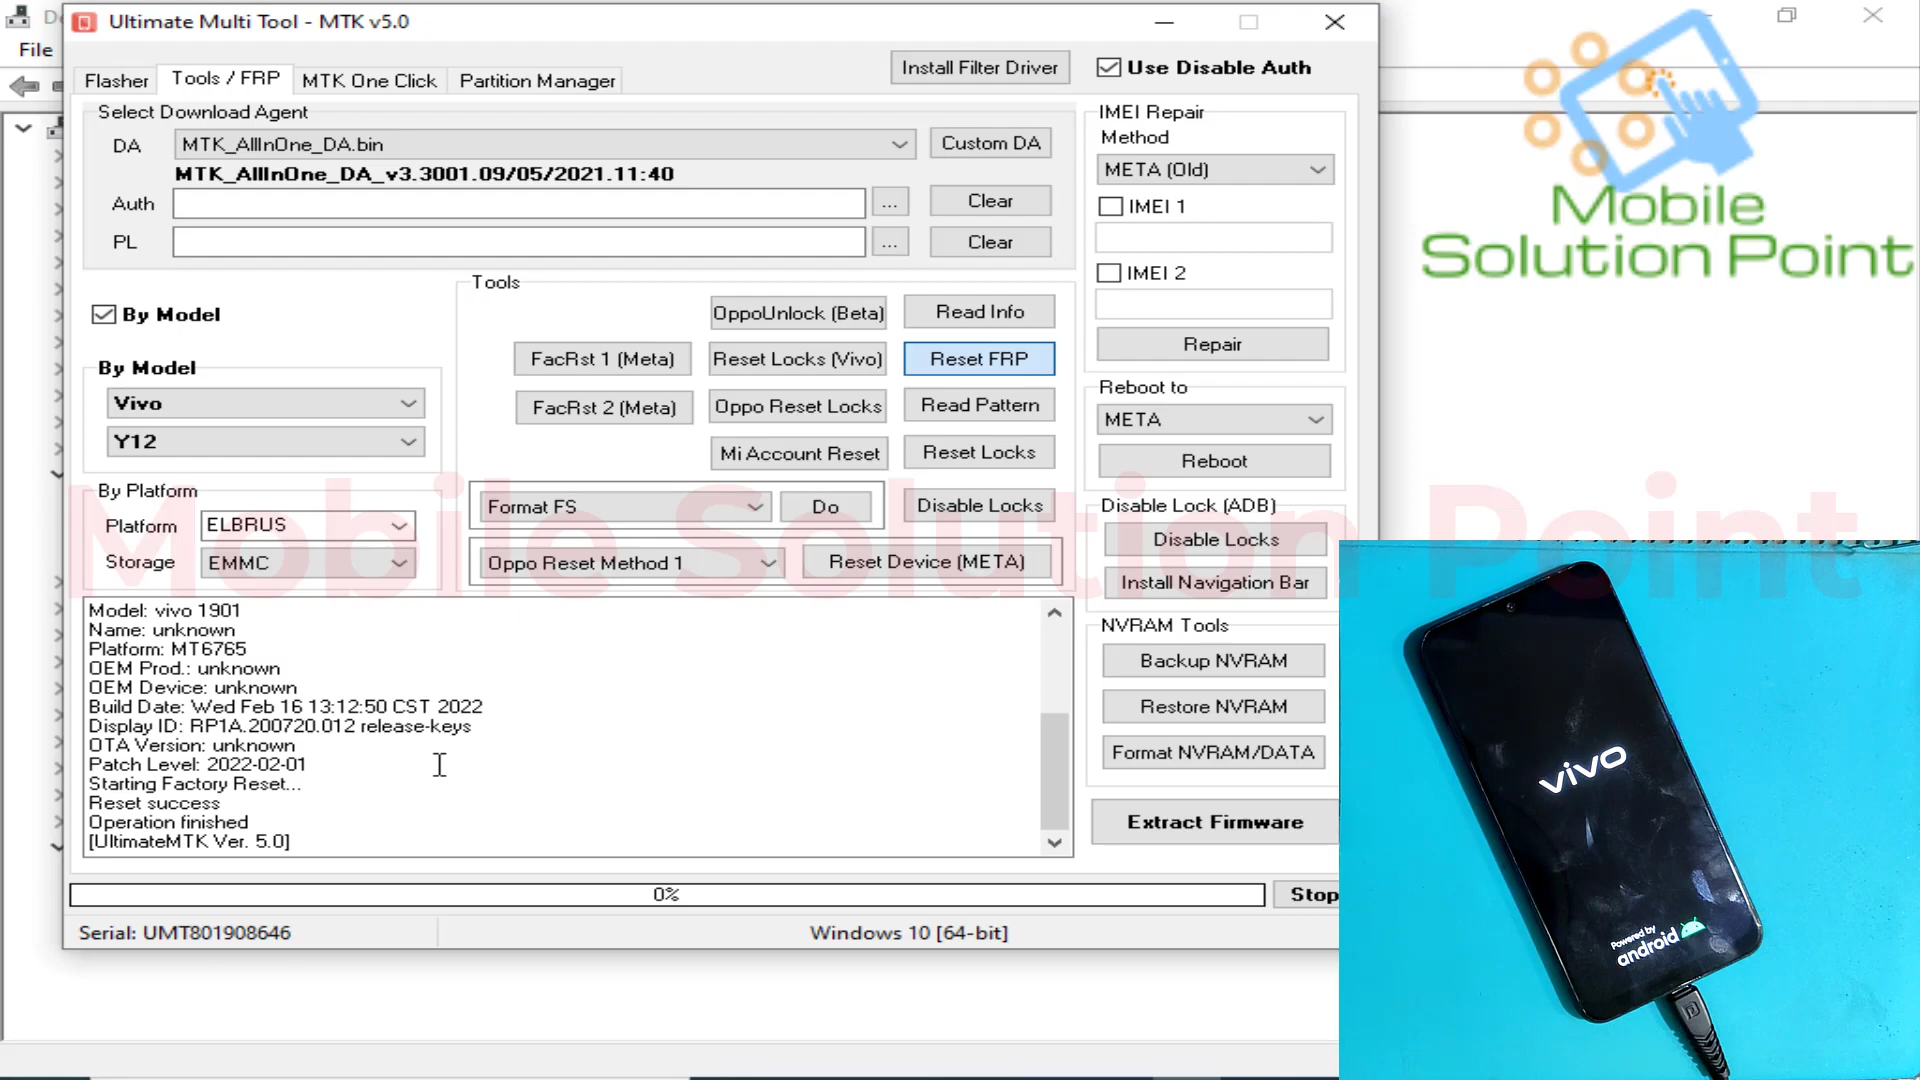 Ultimate Multi Tool - MTK v5.0
File
Flasher
Tools / FRP
MTK One Click
Partition Manager
Install Filter Driver
Use Disable Auth
Select Download Agent
DA
MTK_AllInOne_DA.bin
Custom DA
MTK_AllInOne_DA_v3.3001.09/05/2021.11:40
Auth
...
Clear
PL
...
Clear
By Model
By Model
Vivo
Y12
By Platform
Platform
ELBRUS
Storage
EMMC
Tools
OppoUnlock (Beta)
Read Info
FacRst 1 (Meta)
Reset Locks (Vivo)
Reset FRP
FacRst 2 (Meta)
Oppo Reset Locks
Read Pattern
Mi Account Reset
Reset Locks
Format FS
Do
Disable Locks
Oppo Reset Method 1
Reset Device (META)
IMEI Repair
Method
META (Old)
IMEI 1
IMEI 2
Repair
Reboot to
META
Reboot
Disable Lock (ADB)
Disable Locks
Install Navigation Bar
NVRAM Tools
Backup NVRAM
Restore NVRAM
Format NVRAM/DATA
Extract Firmware
Model: vivo 1901
Name: unknown
Platform: MT6765
OEM Prod.: unknown
OEM Device: unknown
Build Date: Wed Feb 16 13:12:50 CST 2022
Display ID: RP1A.200720.012 release-keys
OTA Version: unknown
Patch Level: 2022-02-01
Starting Factory Reset...
Reset success
Operation finished
[UltimateMTK Ver. 5.0]
0%
Stop
Serial: UMT801908646
Windows 10 [64-bit]
Mobile
Solution Point
Mobile Solution Point
vivo
Powered by
android